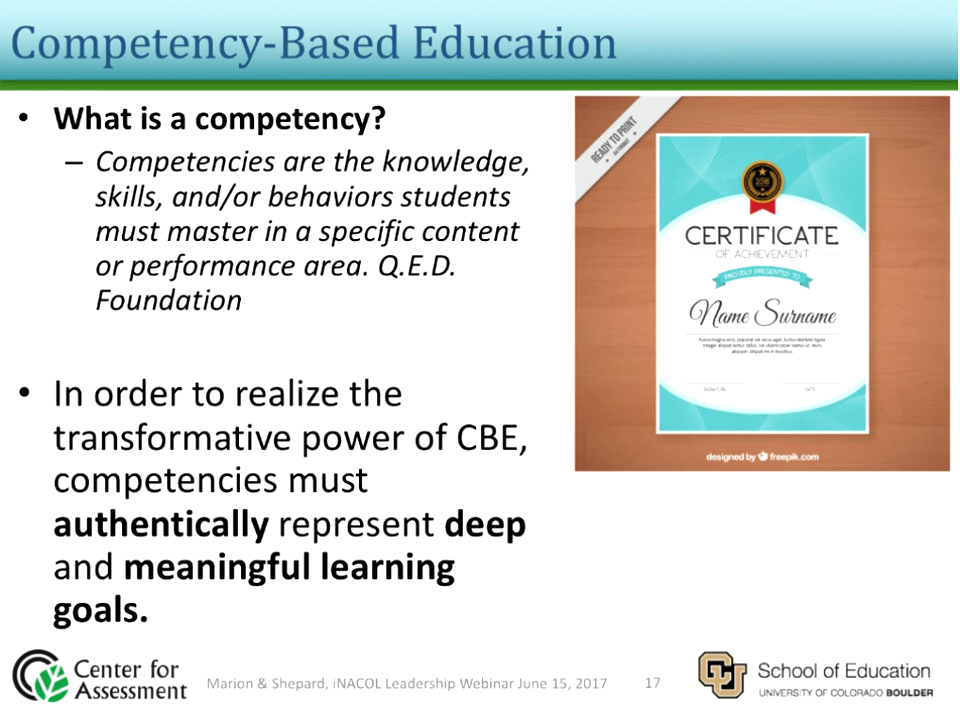 Competency-Based Education
• What is a competency?
– Competencies are the knowledge,
skills, and/or behaviors students
must master in a specific content
or performance area. Q.E.D.
Foundation
• In order to realize the
transformative power of CBE,
competencies must
authentically represent deep
and meaningful learning
goals.
READY TO PRINT
2016
CERTIFICATE
OF ACHIEVEMENT
PROUDLY PRESENTED TO
Name Surname
SIGNATURE DATE
designed by freepik.com
Center for
Assessment
Marion & Shepard, iNACOL Leadership Webinar June 15, 2017 17
CU
School of Education
UNIVERSITY OF COLORADO BOULDER